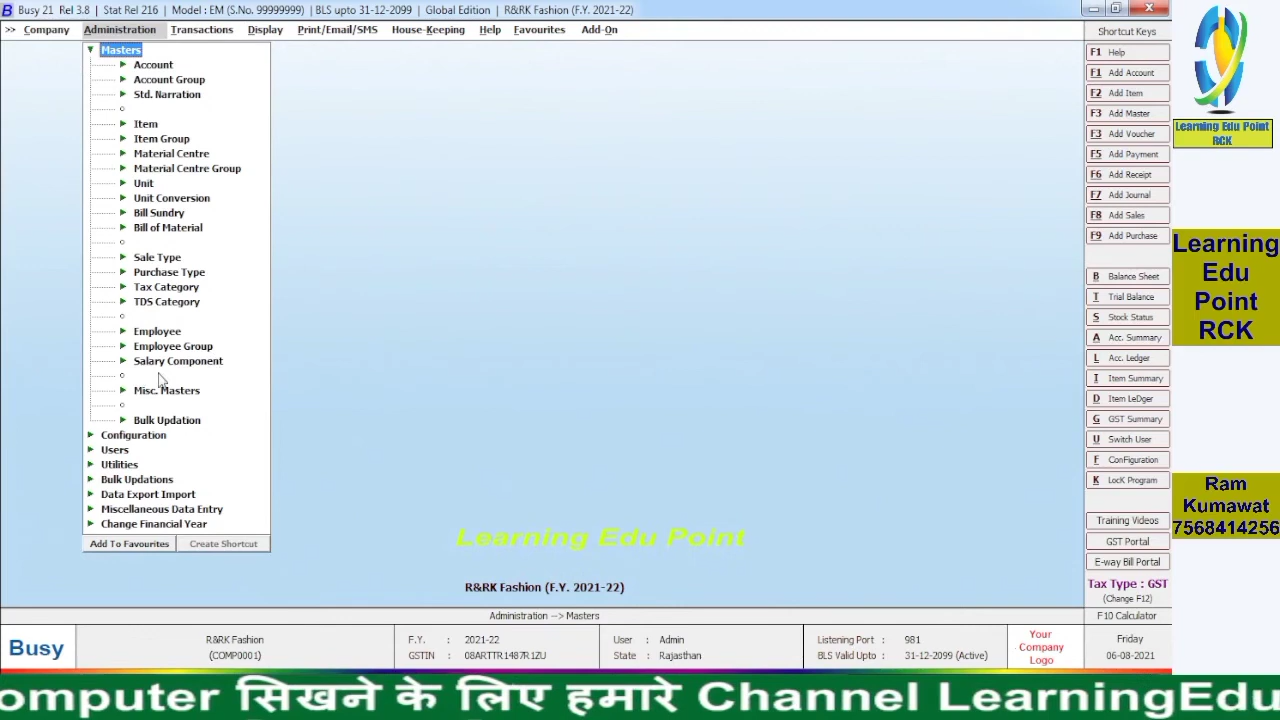 Busy 21 Rel 3.8 | Stat Rel 216 | Model : EM (S.No. 99999999) | BLS upto 31-12-2099 | Global Edition | R&RK Fashion (F.Y. 2021-22)
>> Company Administration Transactions Display Print/Email/SMS House-Keeping Help Favourites Add-On
Masters
Account
Account Group
Std. Narration
Item
Item Group
Material Centre
Material Centre Group
Unit
Unit Conversion
Bill Sundry
Bill of Material
Sale Type
Purchase Type
Tax Category
TDS Category
Employee
Employee Group
Salary Component
Misc. Masters
Bulk Updation
Configuration
Users
Utilities
Bulk Updations
Data Export Import
Miscellaneous Data Entry
Change Financial Year
Add To Favourites Create Shortcut
Learning Edu Point
R&RK Fashion (F.Y. 2021-22)
Administration --> Masters
Shortcut Keys
F1 Help
F1 Add Account
F2 Add Item
F3 Add Master
F3 Add Voucher
F5 Add Payment
F6 Add Receipt
F7 Add Journal
F8 Add Sales
F9 Add Purchase
B Balance Sheet
T Trial Balance
S Stock Status
A Acc. Summary
L Acc. Ledger
I Item Summary
D Item LeDger
G GST Summary
U Switch User
F ConFiguration
K LocK Program
Training Videos
GST Portal
E-way Bill Portal
Tax Type : GST
(Change F12)
F10 Calculator
Learning Edu Point
RCK
Learning
Edu
Point
RCK
Ram
Kumawat
7568414256
Busy
R&RK Fashion
(COMP0001)
F.Y. : 2021-22
GSTIN : 08ARTTR1487R1ZU
User : Admin
State : Rajasthan
Listening Port : 981
BLS Valid Upto : 31-12-2099 (Active)
Your
Company
Logo
Friday
06-08-2021
omputer सिखने के लिए हमारे Channel LearningEdu